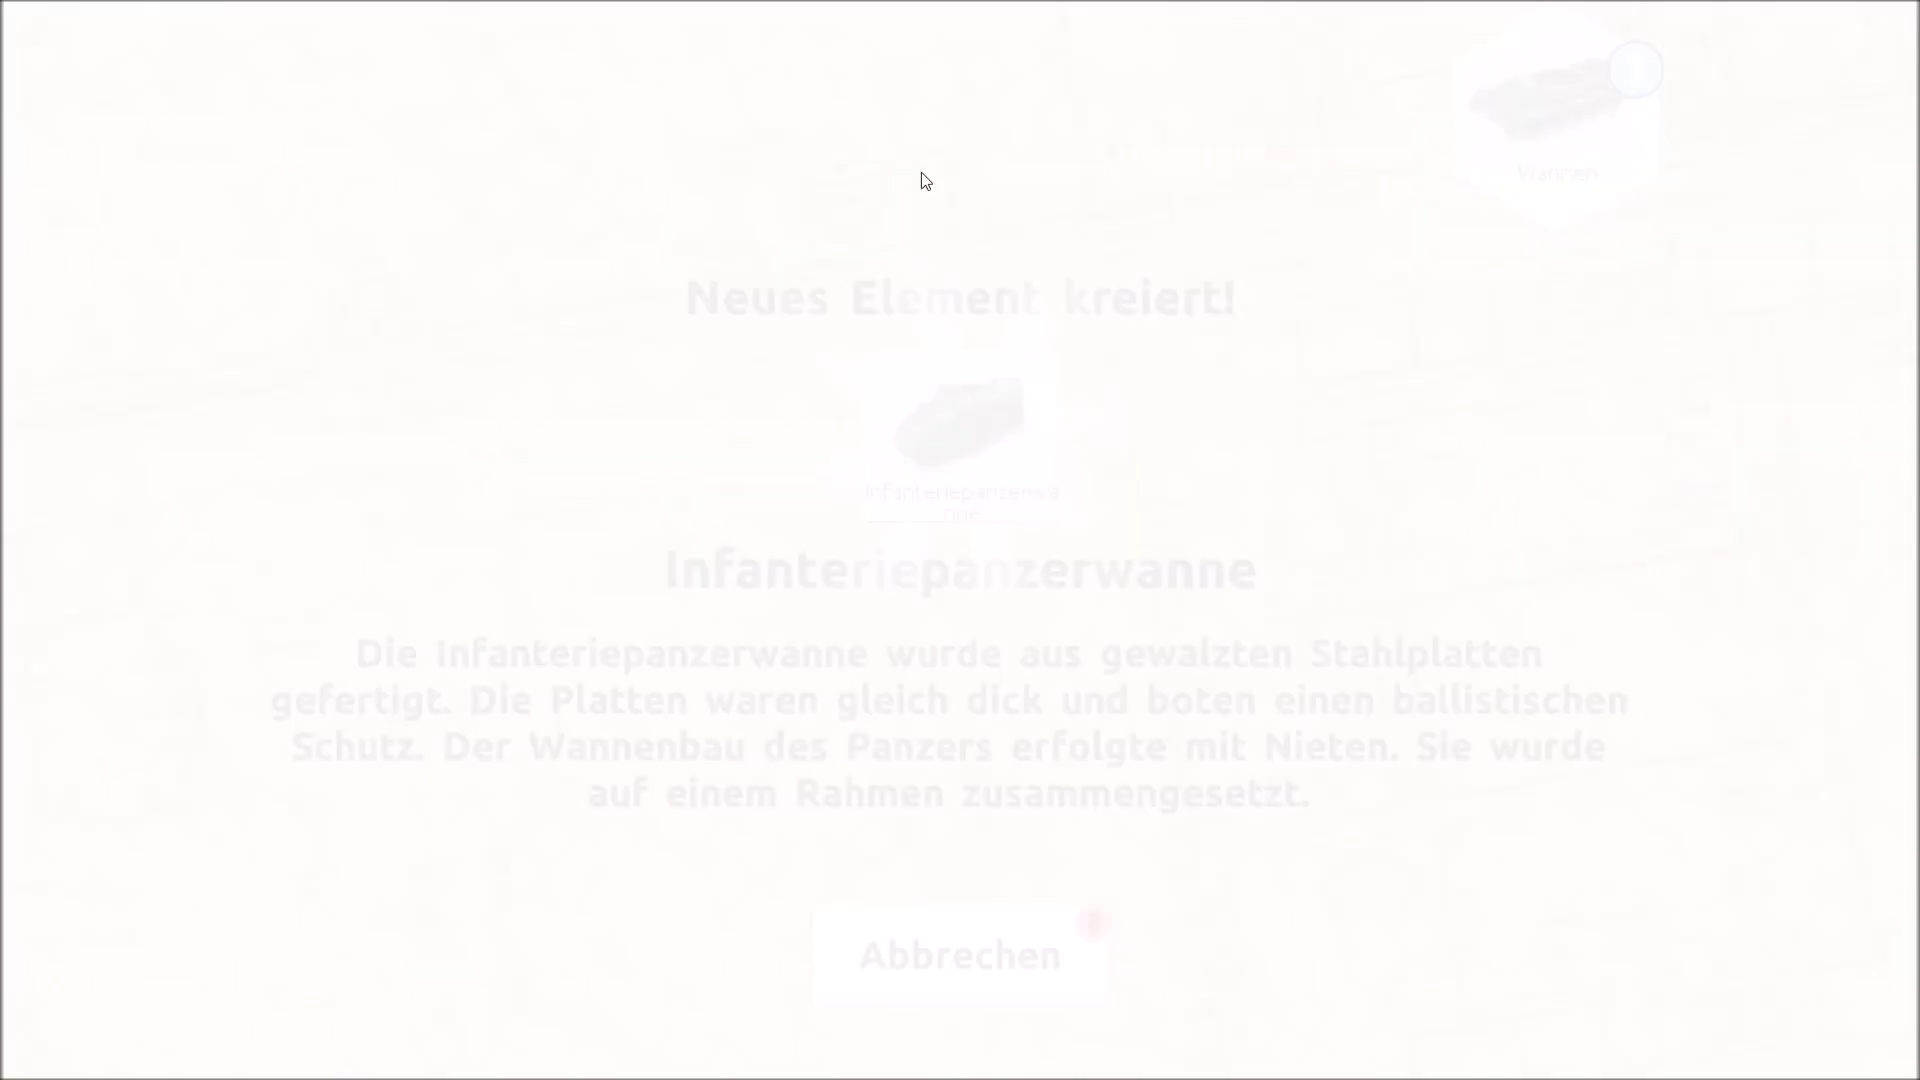 Wannen
Neues Element kreiert!
Infanteriepanzerwa
nne
Infanteriepanzerwanne
Die Infanteriepanzerwanne wurde aus gewalzten Stahlplatten
gefertigt. Die Platten waren gleich dick und boten einen ballistischen
Schutz. Der Wannenbau des Panzers erfolgte mit Nieten. Sie wurde
auf einem Rahmen zusammengesetzt.
Abbrechen